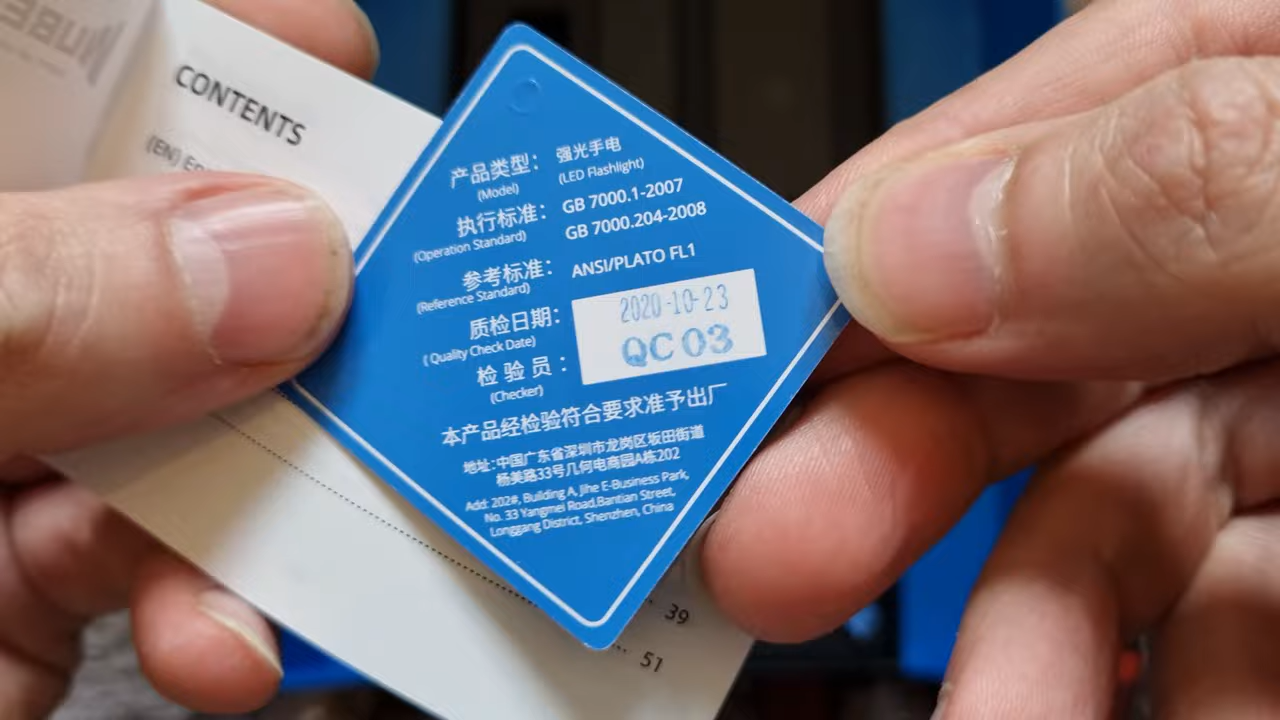 CONTENTS
(EN)
产品类型： 强光手电
(Model) (LED Flashlight)
执行标准： GB 7000.1-2007
(Operation Standard) GB 7000.204-2008
参考标准： ANSI/PLATO FL1
(Reference Standard)
质检日期： 2020-10-23
( Quality Check Date)
检 验 员 ： QC 03
(Checker)
本产品经检验符合要求准予出厂
地址：中国广东省深圳市龙岗区坂田街道
杨美路33号几何电商园A栋202
Add: 202#, Building A, Jihe E-Business Park,
No. 33 Yangmei Road,Bantian Street,
Longgang District, Shenzhen, China
39
51